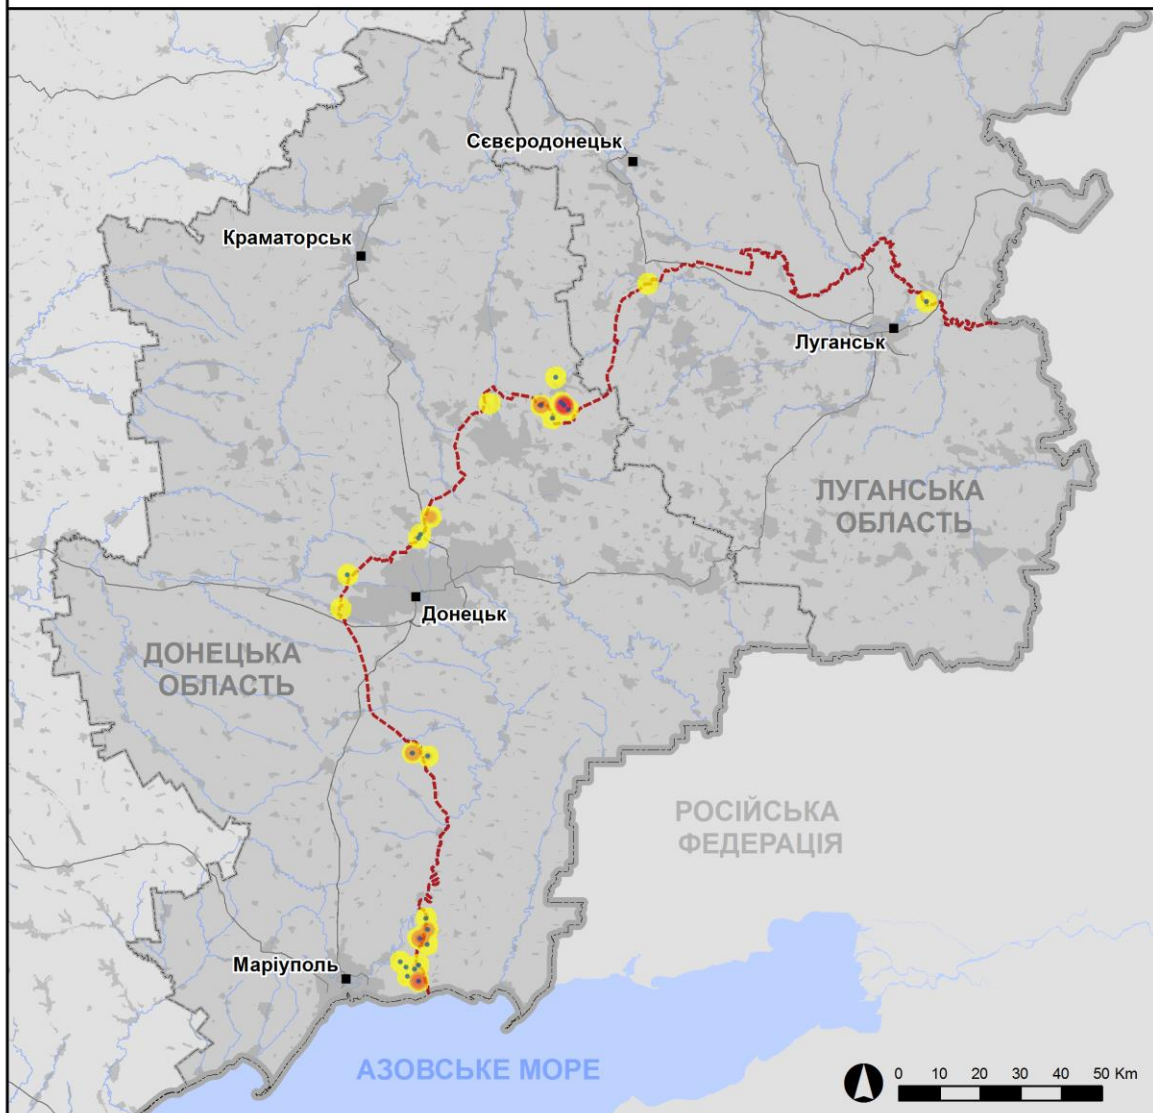 Сєвєродонецьк
Краматорськ
Луганськ
ЛУГАНСЬКА
ОБЛАСТЬ
Донецьк
ДОНЕЦЬКА
ОБЛАСТЬ
РОСІЙСЬКА
ФЕДЕРАЦІЯ
Маріуполь
АЗОВСЬКЕ МОРЕ
0 10 20 30 40 50 Km